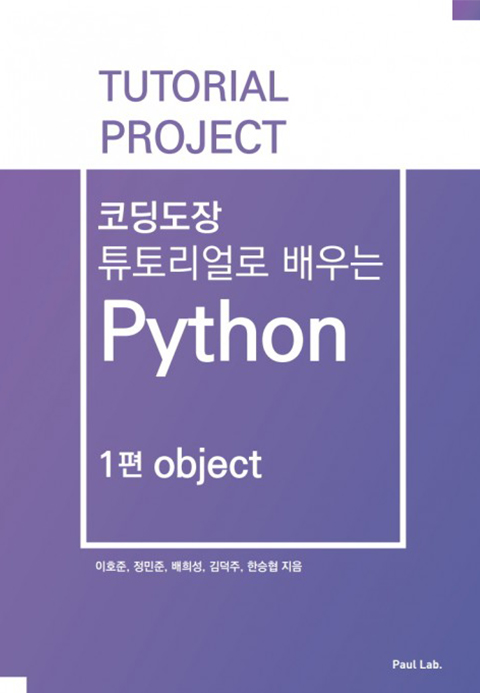 TUTORIAL
PROJECT
코딩도장
튜토리얼로 배우는
Python
1편 object
이호준, 정민준, 배희성, 김덕주, 한승협 지음
Paul Lab.